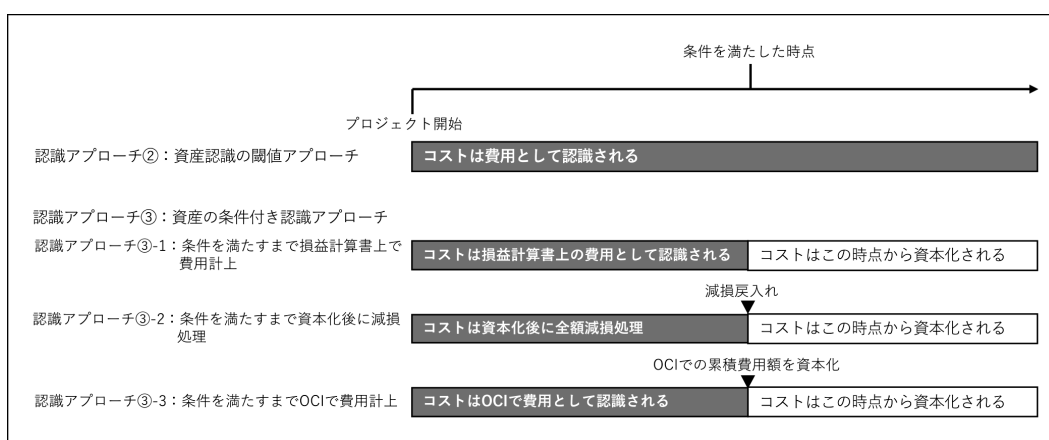 条件を満たした時点
プロジェクト開始
認識アプローチ②：資産認識の閾値アプローチ
コストは費用として認識される
認識アプローチ③：資産の条件付き認識アプローチ
認識アプローチ③-1：条件を満たすまで損益計算書上で
費用計上
コストは損益計算書上の費用として認識される
コストはこの時点から資本化される
減損戻入れ
認識アプローチ③-2：条件を満たすまで資本化後に減損
処理
コストは資本化後に全額減損処理
コストはこの時点から資本化される
OCIでの累積費用額を資本化
認識アプローチ③-3：条件を満たすまでOCIで費用計上
コストはOCIで費用として認識される
コストはこの時点から資本化される